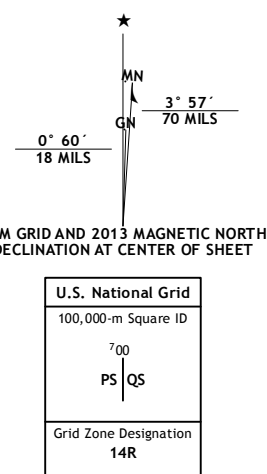 ★
MN
3° 57´
70 MILS
GN
0° 60´
18 MILS
M GRID AND 2013 MAGNETIC NORTH
DECLINATION AT CENTER OF SHEET
U.S. National Grid
100,000-m Square ID
⁷00
PS QS
Grid Zone Designation
14R